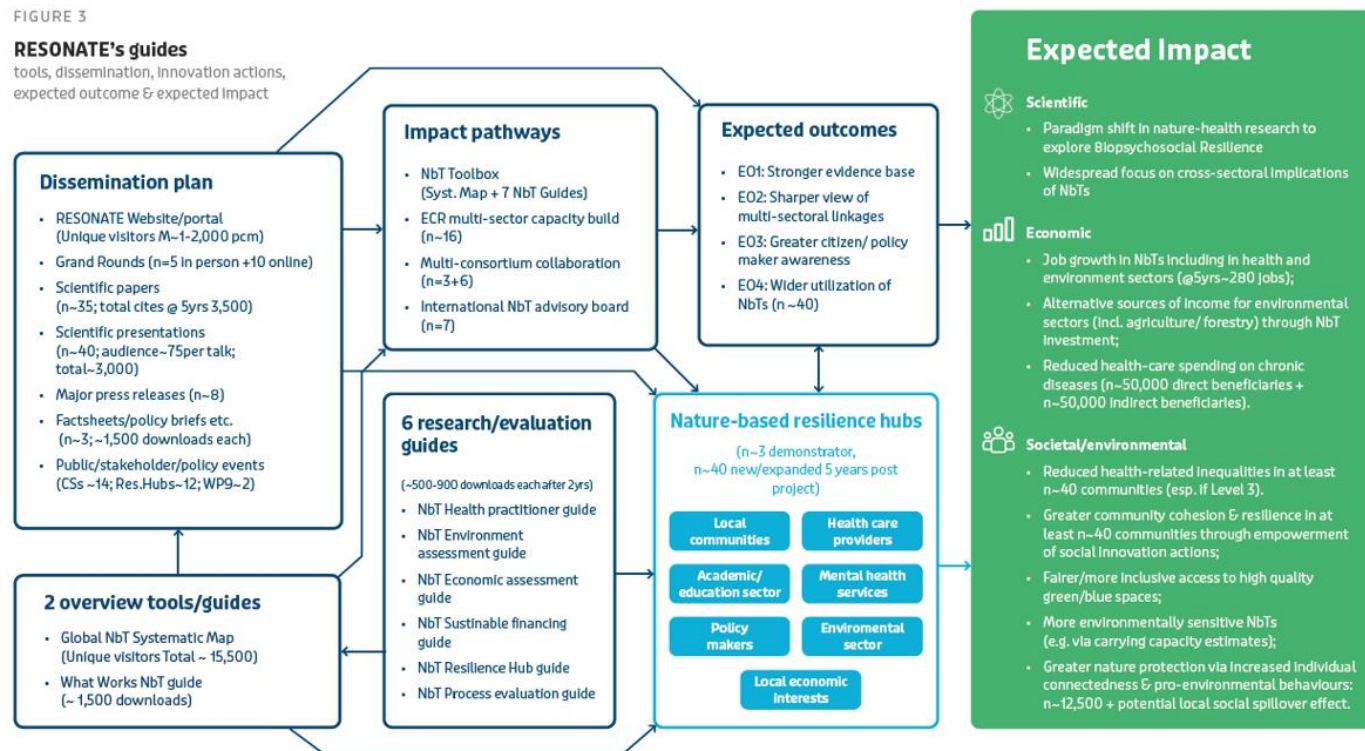 FIGURE 3
RESONATE's guides
tools, dissemination, innovation actions,
expected outcome & expected impact
Dissemination plan
• RESONATE Website/portal
(Unique visitors M~1-2,000 pcm)
• Grand Rounds (n=5 in person +10 online)
• Scientific papers
(n~35; total cites @ 5yrs 3,500)
• Scientific presentations
(n~40; audience~75per talk;
total~3,000)
• Major press releases (n~8)
• Factsheets/policy briefs etc.
(n~3; ~1,500 downloads each)
• Public/stakeholder/policy events
(CSs ~14; Res.Hubs~12; WP9~2)
2 overview tools/guides
• Global NbT Systematic Map
(Unique visitors Total ~ 15,500)
• What Works NbT guide
(~ 1,500 downloads)
Impact pathways
• NbT Toolbox
(Syst. Map + 7 NbT Guides)
• ECR multi-sector capacity build
(n~16)
• Multi-consortium collaboration
(n=3+6)
• International NbT advisory board
(n=7)
6 research/evaluation
guides
(~500-900 downloads each after 2yrs)
• NbT Health practitioner guide
• NbT Environment
assessment guide
• NbT Economic assessment
guide
• NbT Sustinable financing
guide
• NbT Resilience Hub guide
• NbT Process evaluation guide
Expected outcomes
• EO1: Stronger evidence base
• EO2: Sharper view of
multi-sectoral linkages
• EO3: Greater citizen/ policy
maker awareness
• EO4: Wider utilization of
NbTs (n ~40)
Nature-based resilience hubs
(n~3 demonstrator,
n~40 new/expanded 5 years post
project)
Local
communities
Health care
providers
Academic/
education sector
Mental health
services
Policy
makers
Enviromental
sector
Local economic
interests
Expected Impact
Scientific
• Paradigm shift in nature-health research to
explore Biopsychosocial Resilience
• Widespread focus on cross-sectoral implications
of NbTs
Economic
• Job growth in NbTs including in health and
environment sectors (@5yrs~280 jobs);
• Alternative sources of income for environmental
sectors (incl. agriculture/ forestry) through NbT
investment;
• Reduced health-care spending on chronic
diseases (n~50,000 direct beneficiaries +
n~50,000 indirect beneficiaries).
Societal/environmental
• Reduced health-related inequalities in at least
n~40 communities (esp. if Level 3).
• Greater community cohesion & resilience in at
least n~40 communities through empowerment
of social innovation actions;
• Fairer/more inclusive access to high quality
green/blue spaces;
• More environmentally sensitive NbTs
(e.g. via carrying capacity estimates);
• Greater nature protection via increased individual
connectedness & pro-environmental behaviours:
n~12,500 + potential local social spillover effect.